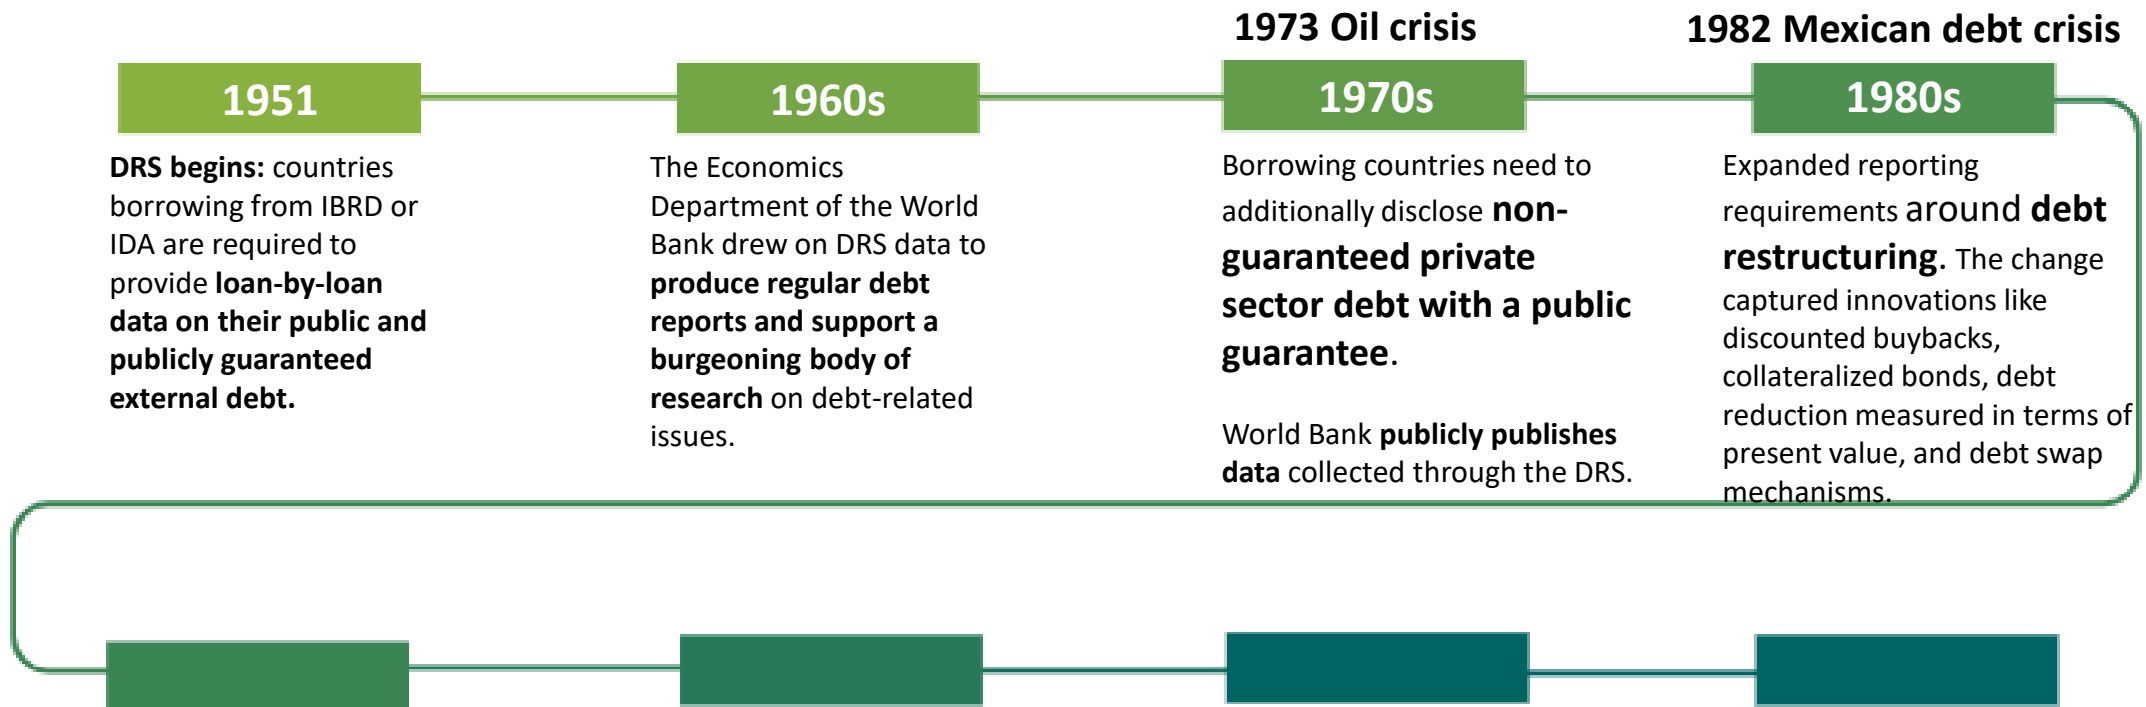 1973 Oil crisis
1982 Mexican debt crisis
1951
1960s
1970s
1980s
DRS begins: countries
borrowing from IBRD or
IDA are required to
provide loan-by-loan
data on their public and
publicly guaranteed
external debt.
The Economics
Department of the World
Bank drew on DRS data to
produce regular debt
reports and support a
burgeoning body of
research on debt-related
issues.
Borrowing countries need to
additionally disclose non-
guaranteed private
sector debt with a public
guarantee.
World Bank publicly publishes
data collected through the DRS.
Expanded reporting
requirements around debt
restructuring. The change
captured innovations like
discounted buybacks,
collateralized bonds, debt
reduction measured in terms of
present value, and debt swap
mechanisms.